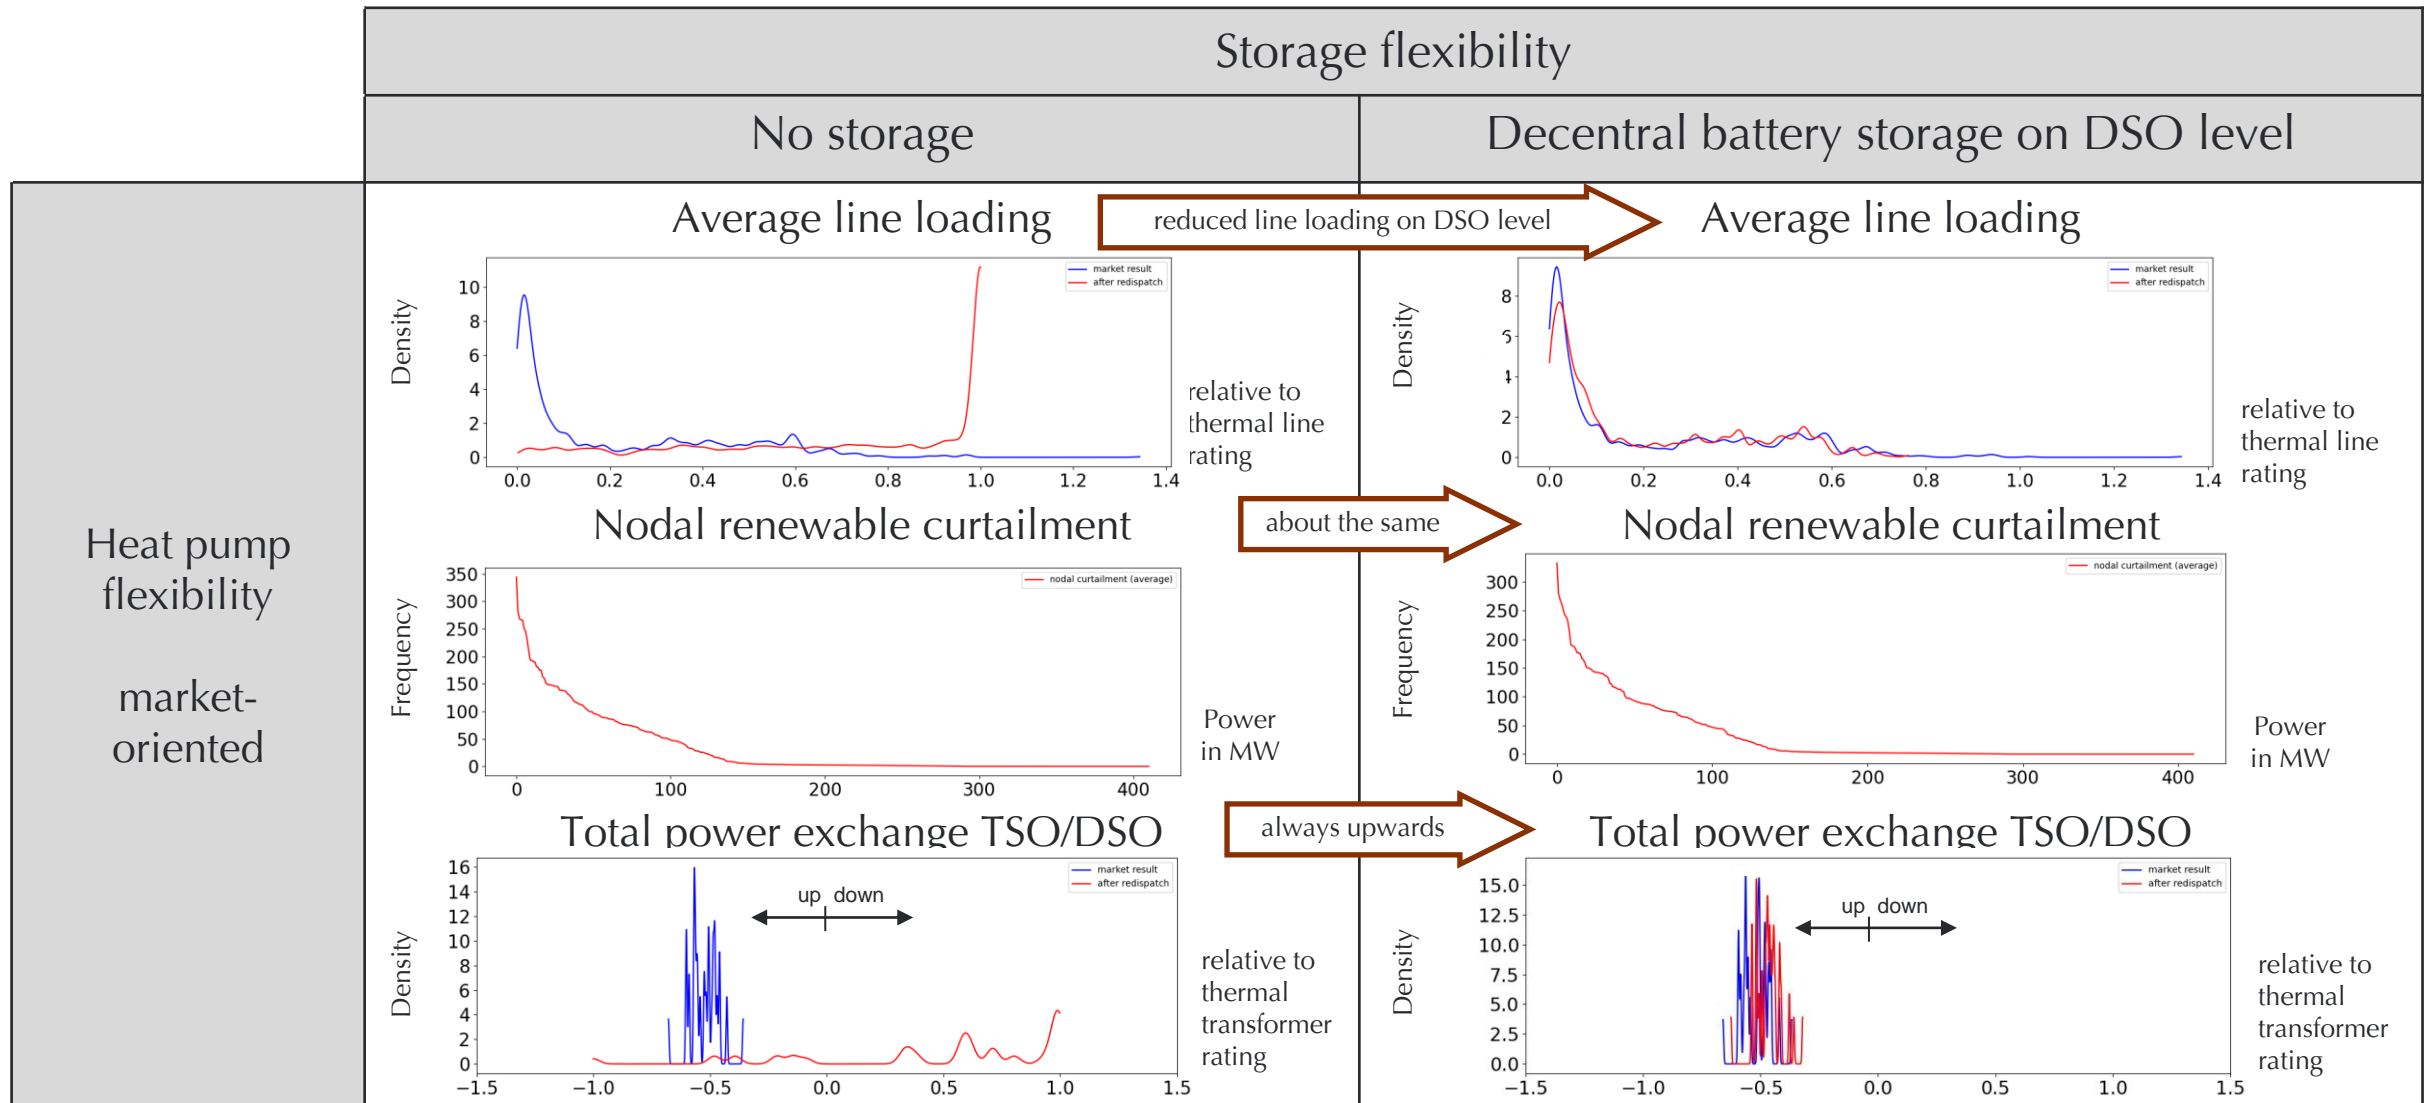 Storage flexibility
No storage
Decentral battery storage on DSO level
Heat pump
flexibility
market-
oriented
Average line loading
reduced line loading on DSO level
Average line loading
Density
10
8
6
4
2
0
0.0 0.2 0.4 0.6 0.8 1.0 1.2 1.4
market result
after redispatch
relative to
thermal line
rating
Density
8
6
4
2
0
0.0 0.2 0.4 0.6 0.8 1.0 1.2 1.4
market result
after redispatch
relative to
thermal line
rating
Nodal renewable curtailment
about the same
Nodal renewable curtailment
Frequency
350
300
250
200
150
100
50
0
0 100 200 300 400
nodal curtailment (average)
Power
in MW
Frequency
300
250
200
150
100
50
0
0 100 200 300 400
nodal curtailment (average)
Power
in MW
Total power exchange TSO/DSO
always upwards
Total power exchange TSO/DSO
Density
16
14
12
10
8
6
4
2
0
−1.5 −1.0 −0.5 0.0 0.5 1.0 1.5
up down
market result
after redispatch
relative to
thermal
transformer
rating
Density
15.0
12.5
10.0
7.5
5.0
2.5
0.0
−1.5 −1.0 −0.5 0.0 0.5 1.0 1.5
up down
market result
after redispatch
relative to
thermal
transformer
rating